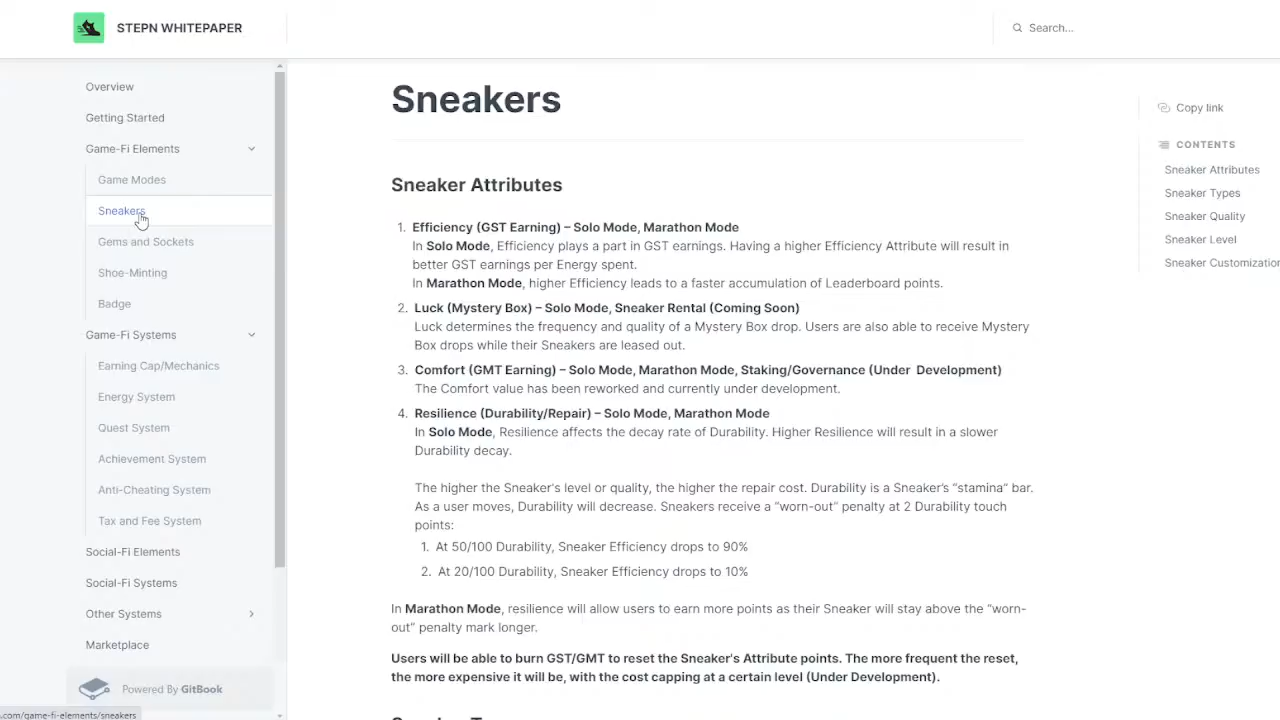 STEPN WHITEPAPER
Search...
Overview
Getting Started
Game-Fi Elements
Game Modes
Sneakers
Gems and Sockets
Shoe-Minting
Badge
Game-Fi Systems
Earning Cap/Mechanics
Energy System
Quest System
Achievement System
Anti-Cheating System
Tax and Fee System
Social-Fi Elements
Social-Fi Systems
Other Systems
Marketplace
Powered By GitBook
.com/game-fi-elements/sneakers
Sneakers
Sneaker Attributes
1. Efficiency (GST Earning) – Solo Mode, Marathon Mode
In Solo Mode, Efficiency plays a part in GST earnings. Having a higher Efficiency Attribute will result in
better GST earnings per Energy spent.
In Marathon Mode, higher Efficiency leads to a faster accumulation of Leaderboard points.
2. Luck (Mystery Box) – Solo Mode, Sneaker Rental (Coming Soon)
Luck determines the frequency and quality of a Mystery Box drop. Users are also able to receive Mystery
Box drops while their Sneakers are leased out.
3. Comfort (GMT Earning) – Solo Mode, Marathon Mode, Staking/Governance (Under Development)
The Comfort value has been reworked and currently under development.
4. Resilience (Durability/Repair) – Solo Mode, Marathon Mode
In Solo Mode, Resilience affects the decay rate of Durability. Higher Resilience will result in a slower
Durability decay.
The higher the Sneaker's level or quality, the higher the repair cost. Durability is a Sneaker's “stamina” bar.
As a user moves, Durability will decrease. Sneakers receive a “worn-out” penalty at 2 Durability touch
points:
1. At 50/100 Durability, Sneaker Efficiency drops to 90%
2. At 20/100 Durability, Sneaker Efficiency drops to 10%
In Marathon Mode, resilience will allow users to earn more points as their Sneaker will stay above the “worn-
out” penalty mark longer.
Users will be able to burn GST/GMT to reset the Sneaker's Attribute points. The more frequent the reset,
the more expensive it will be, with the cost capping at a certain level (Under Development).
Copy link
CONTENTS
Sneaker Attributes
Sneaker Types
Sneaker Quality
Sneaker Level
Sneaker Customization